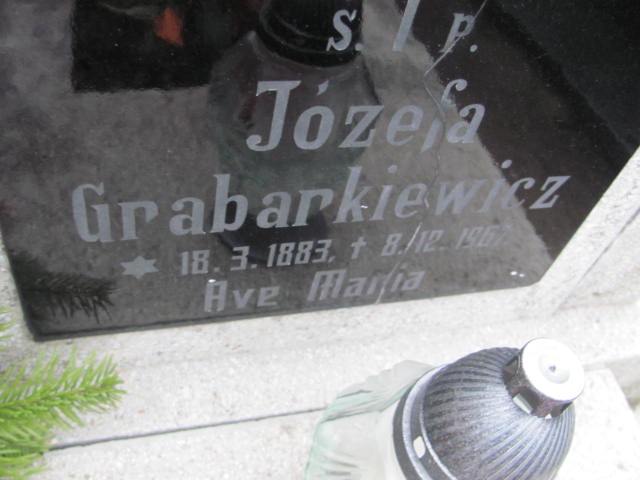 Ś. † p.
Józefa
Grabarkiewicz
* 18. 3. 1883, † 8. 12. 1967
Ave Maria